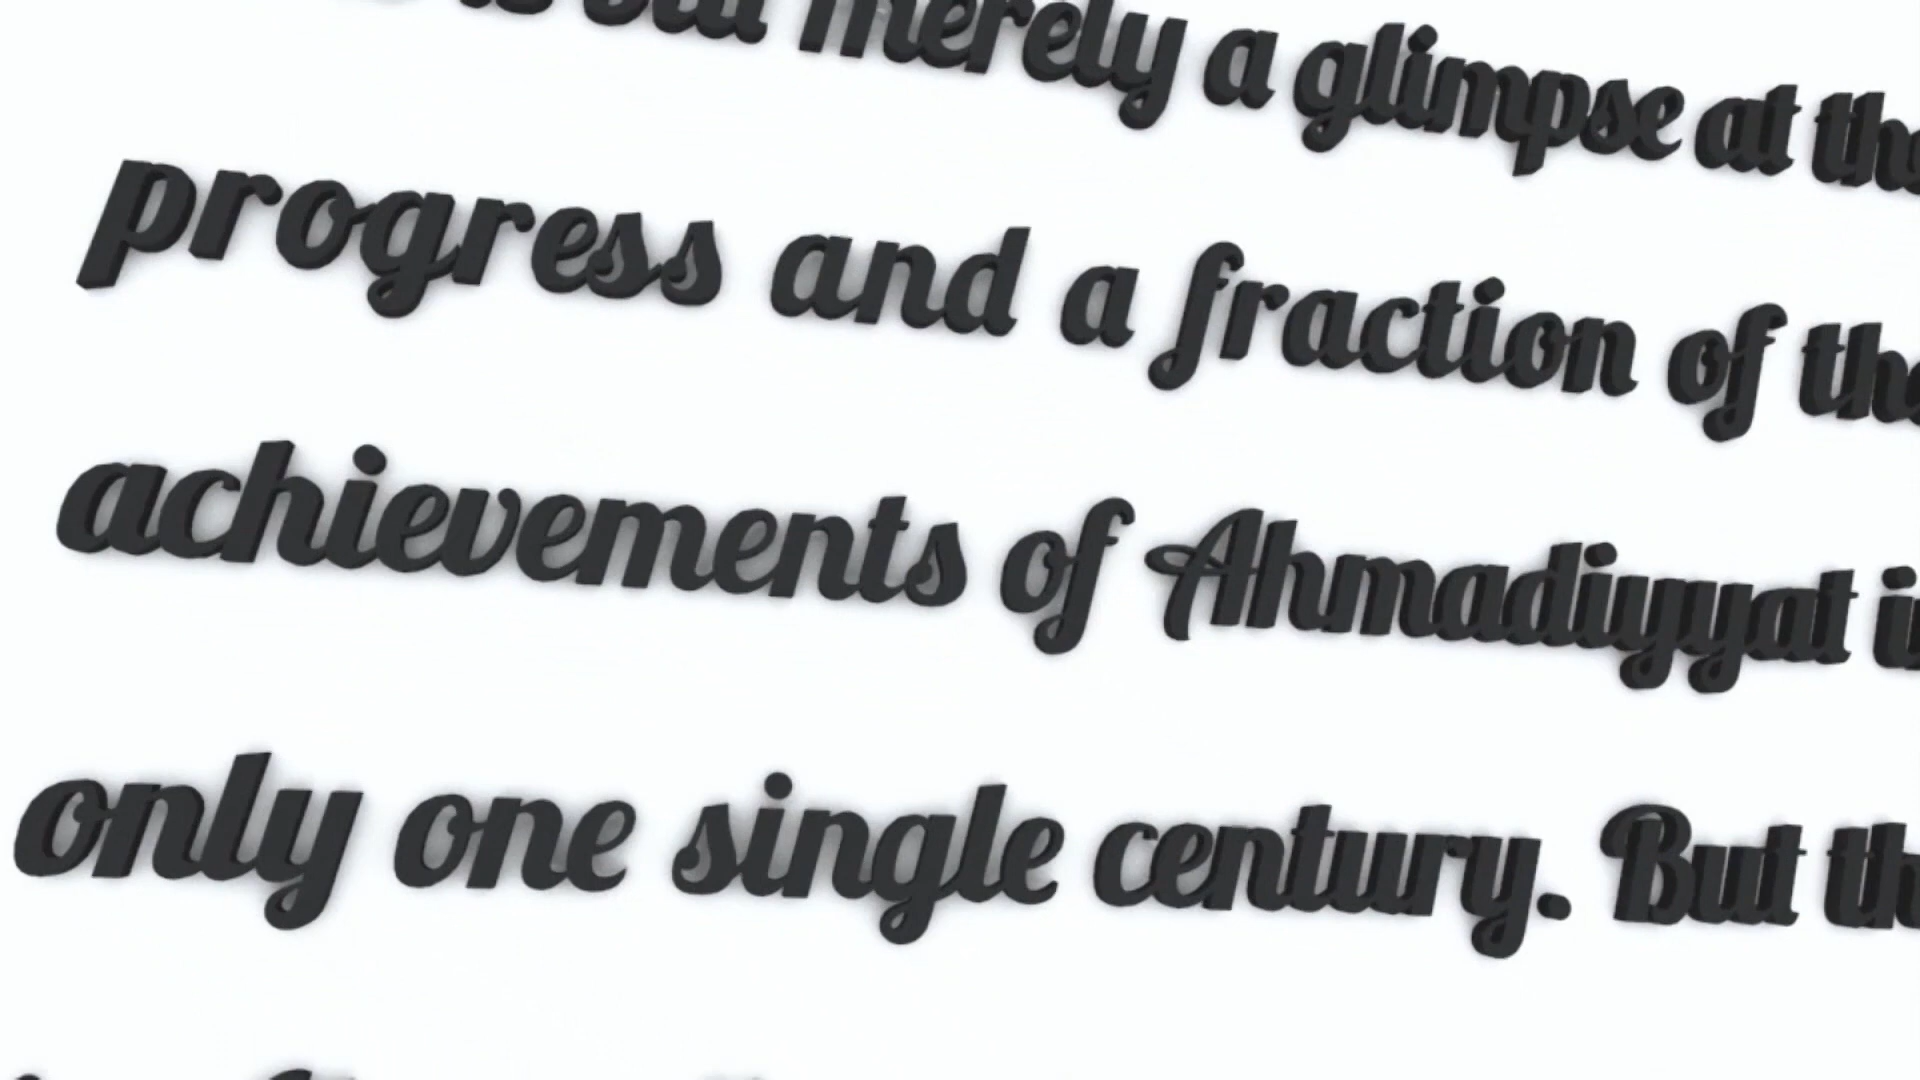 merely a glimpse at the
progress and a fraction of the
achievements of Ahmadiyyat in
only one single century. But th